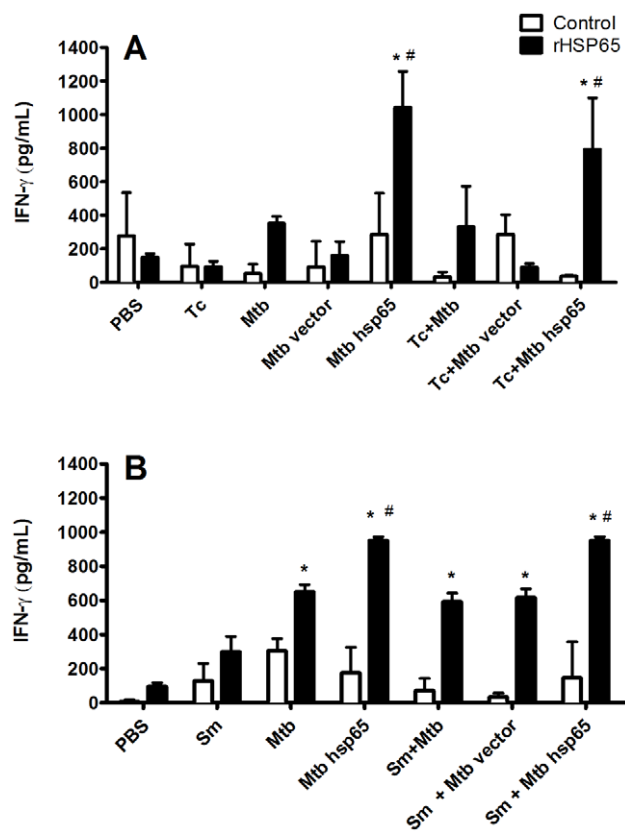 Control
rHSP65
A
1400
1200
1000
800
600
400
200
0
IFN-γ (pg/mL)
* #
* #
PBS
Tc
Mtb
Mtb vector
Mtb hsp65
Tc+Mtb
Tc+Mtb vector
Tc+Mtb hsp65
B
1400
1200
1000
800
600
400
200
0
IFN-γ (pg/mL)
*
* #
*
*
* #
PBS
Sm
Mtb
Mtb hsp65
Sm+Mtb
Sm + Mtb vector
Sm + Mtb hsp65